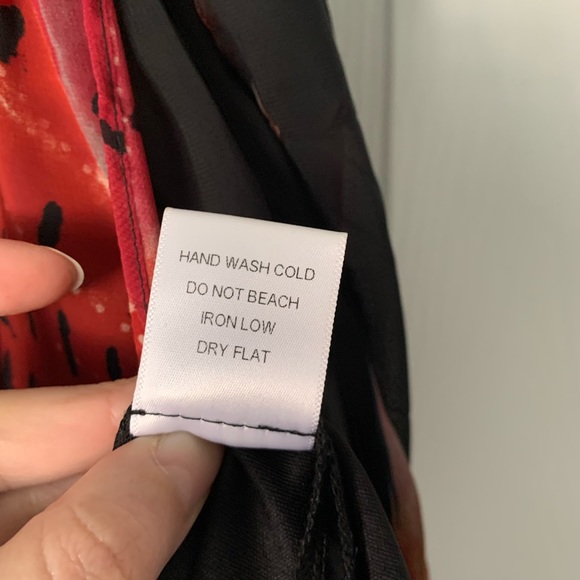 HAND WASH COLD
DO NOT BEACH
IRON LOW
DRY FLAT